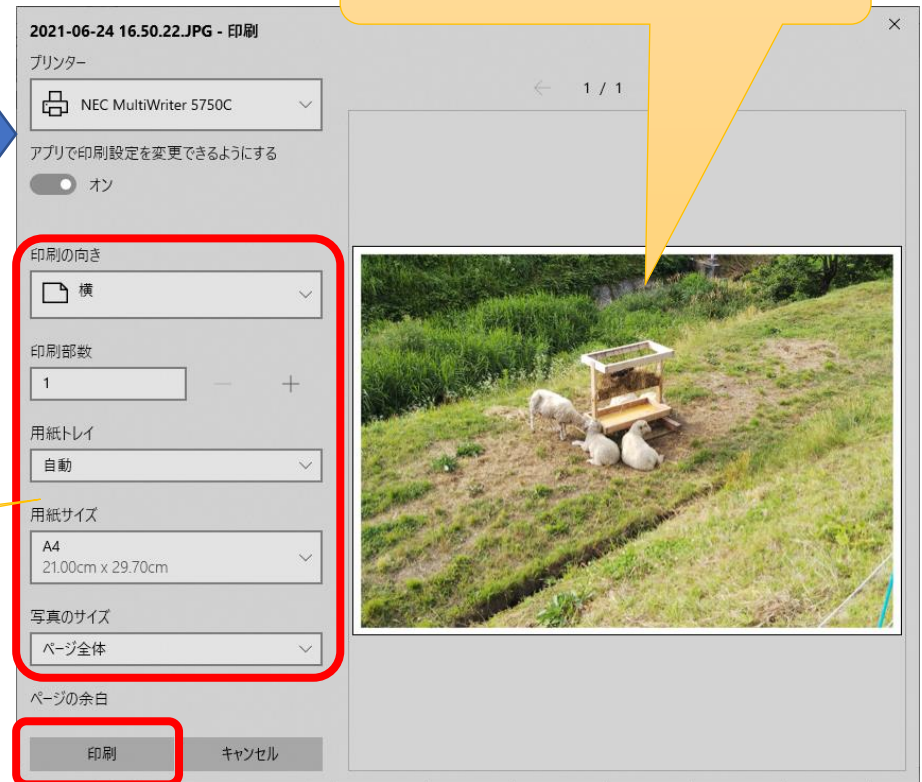 2021-06-24 16.50.22.JPG - 印刷
プリンター
NEC MultiWriter 5750C
アプリで印刷設定を変更できるようにする
オン
印刷の向き
横
印刷部数
1
用紙トレイ
自動
用紙サイズ
A4
21.00cm x 29.70cm
写真のサイズ
ページ全体
ページの余白
印刷
キャンセル
1 / 1